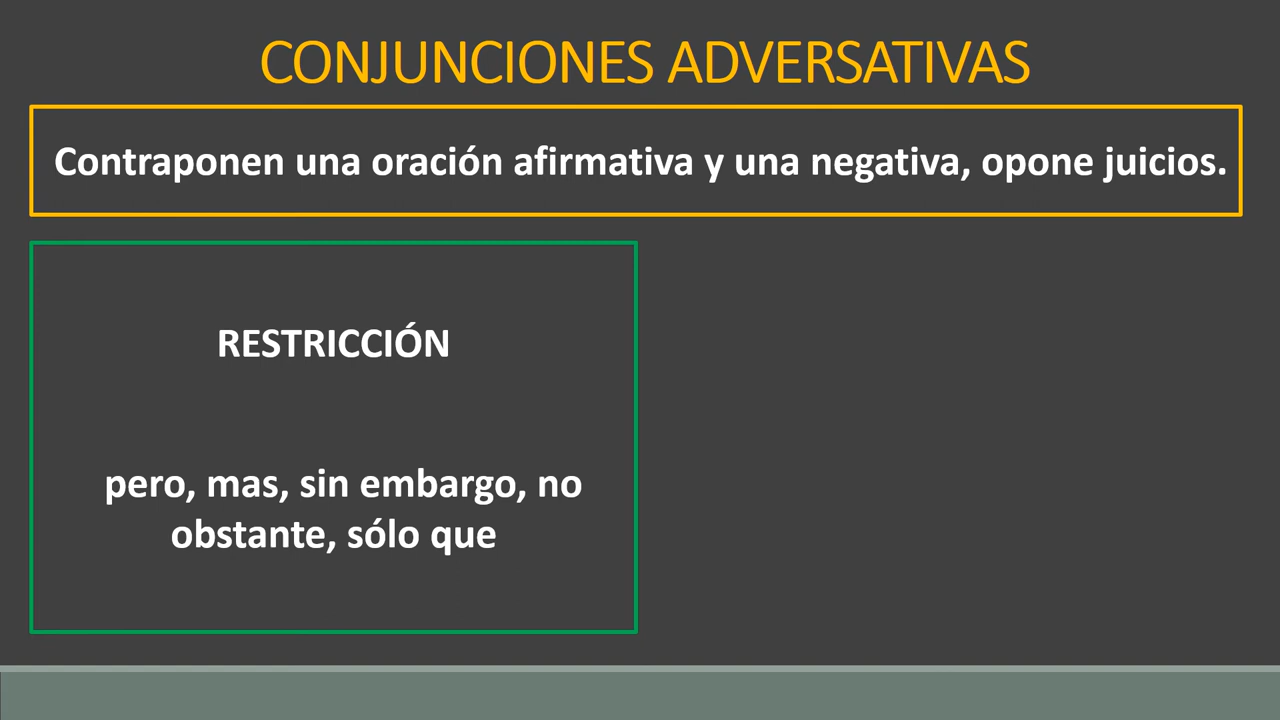 CONJUNCIONES ADVERSATIVAS
Contraponen una oración afirmativa y una negativa, opone juicios.
RESTRICCIÓN
pero, mas, sin embargo, no
obstante, sólo que